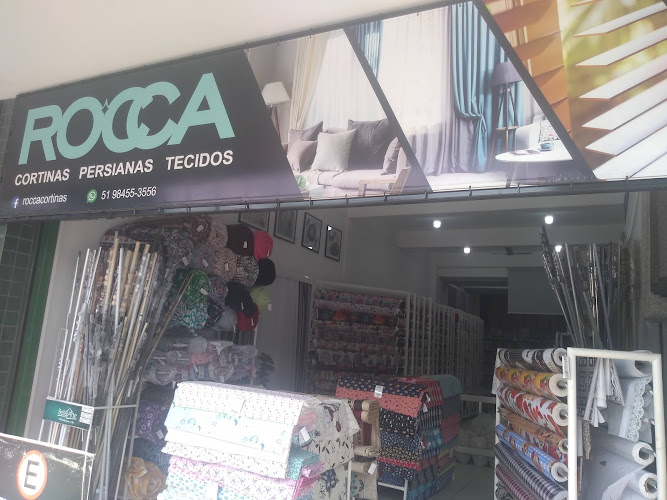 ROCCA
CORTINAS PERSIANAS TECIDOS
roccacortinas 51 98455-3556
E